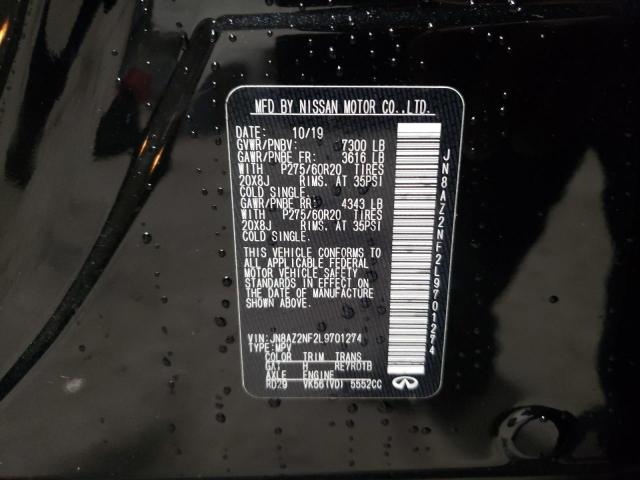 MFD BY NISSAN MOTOR CO.,LTD.
DATE: 10/19
GVWR/PNBV: 7300 LB
GAWR/PNBE FR: 3616 LB
WITH P275/60R20 TIRES
20X8J RIMS. AT 35PSI
COLD SINGLE.
GAWR/PNBE RR: 4343 LB
WITH P275/60R20 TIRES
20X8J RIMS. AT 35PSI
COLD SINGLE.
THIS VEHICLE CONFORMS
TO ALL APPLICABLE FEDERAL
MOTOR VEHICLE SAFETY
STANDARDS IN EFFECT ON
THE DATE OF MANUFACTURE
SHOWN ABOVE.
VIN: JN8AZ2NF2L9701274
TYPE: MPV
COLOR TRIM TRANS
GAT H RE7R01B
AXLE ENGINE
RD29 VK56(VD) 5552CC
JN8AZ2NF2L9701274